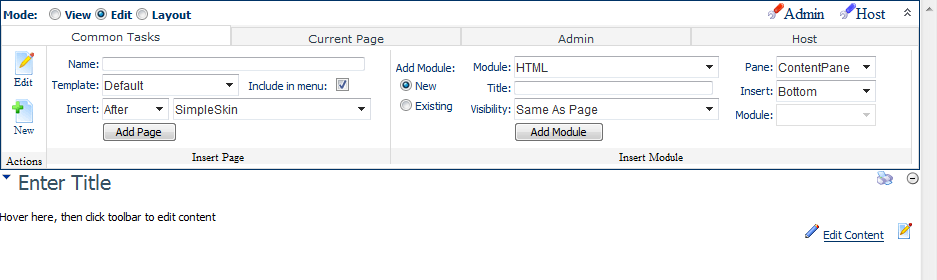 Mode: View Edit Layout Admin Host
Common Tasks Current Page Admin Host
Edit
New
Actions
Name:
Template: Default Include in menu:
Insert: After SimpleSkin
Add Page
Insert Page
Add Module: New Existing
Module: HTML
Title:
Visibility: Same As Page
Add Module
Pane: ContentPane
Insert: Bottom
Module:
Insert Module
Enter Title
Hover here, then click toolbar to edit content
Edit Content